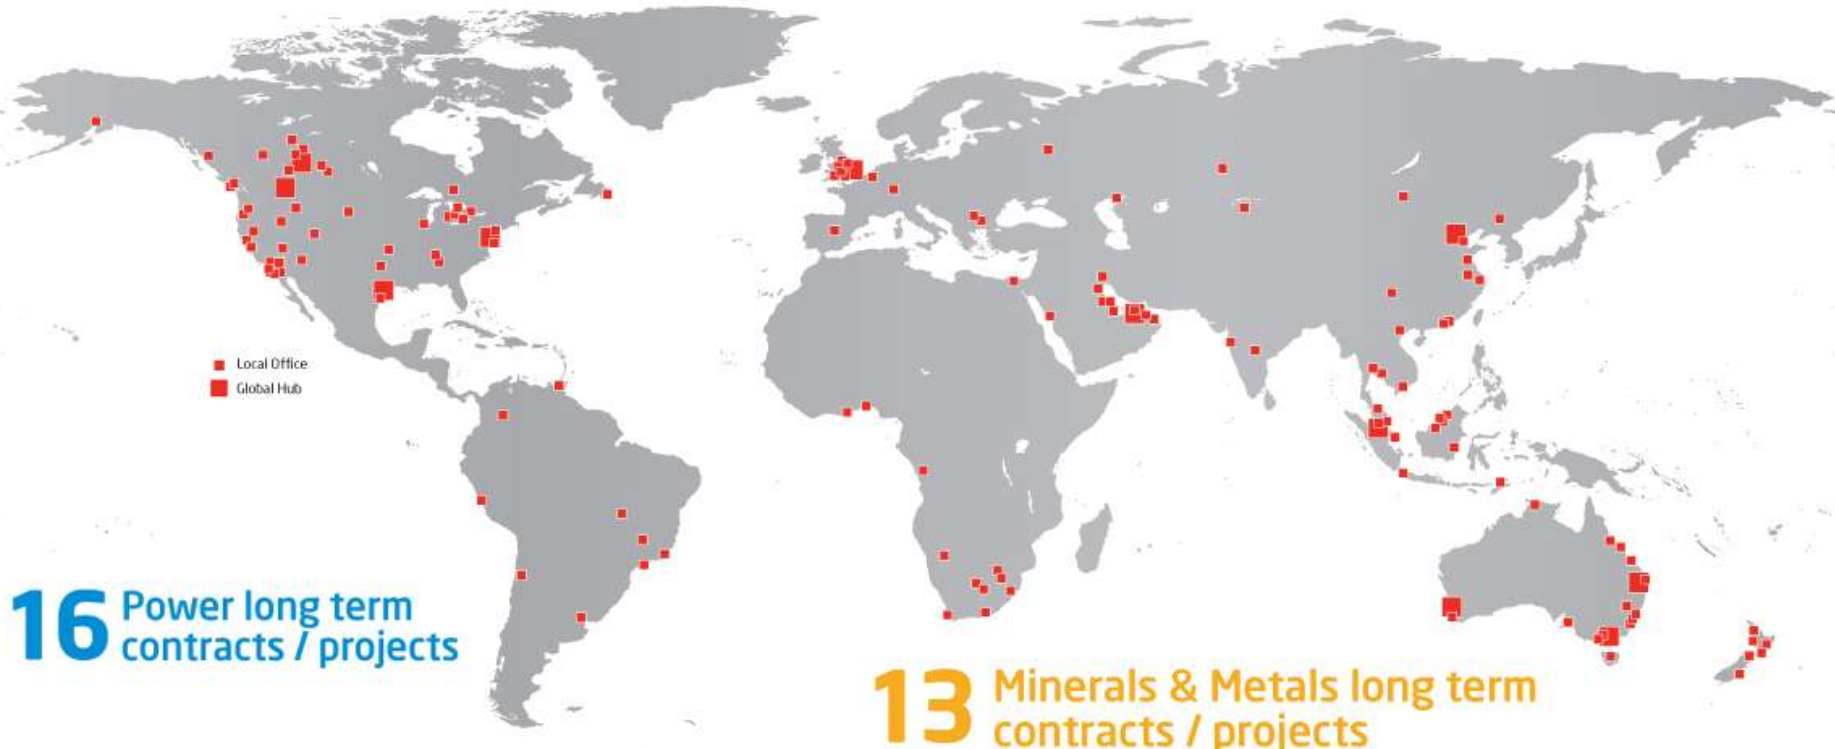 Local Office
Global Hub
16 Power long term
contracts / projects
13 Minerals & Metals long term
contracts / projects